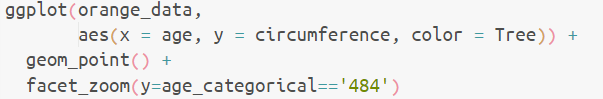 ggplot(orange_data,
       aes(x = age, y = circumference, color = Tree)) +
  geom_point() +
  facet_zoom(y=age_categorical=='484')